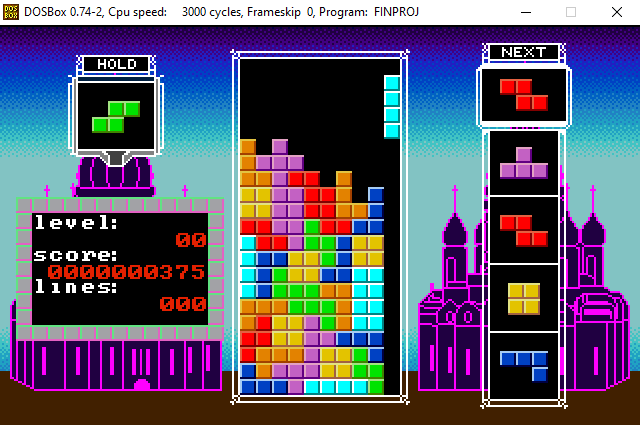 DOSBox 0.74-2, Cpu speed:    3000 cycles, Frameskip  0, Program:  FINPROJ
HOLD
NEXT
level:
00
score:
0000000375
lines:
000